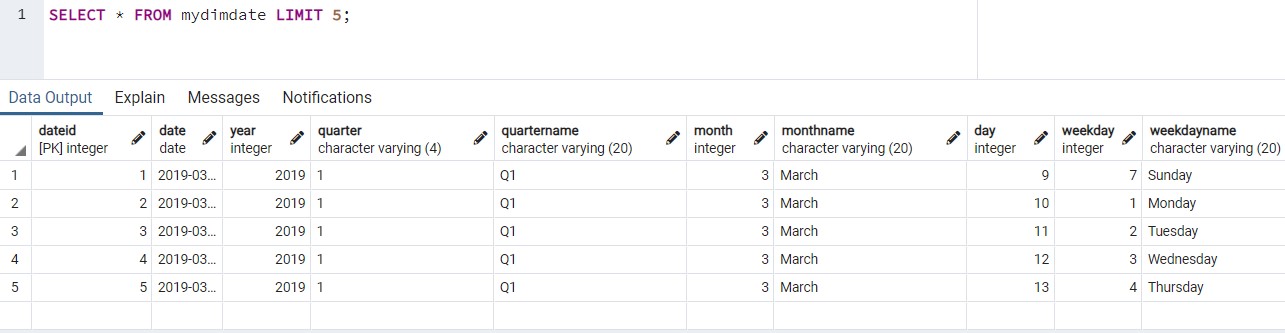 1 SELECT * FROM mydimdate LIMIT 5;
Data Output Explain Messages Notifications
dateid date year quarter quartername month monthname day weekday weekdayname
[PK] integer date integer character varying (4) character varying (20) integer character varying (20) integer integer character varying (20)
1 1 2019-03... 2019 1 Q1 3 March 9 7 Sunday
2 2 2019-03... 2019 1 Q1 3 March 10 1 Monday
3 3 2019-03... 2019 1 Q1 3 March 11 2 Tuesday
4 4 2019-03... 2019 1 Q1 3 March 12 3 Wednesday
5 5 2019-03... 2019 1 Q1 3 March 13 4 Thursday